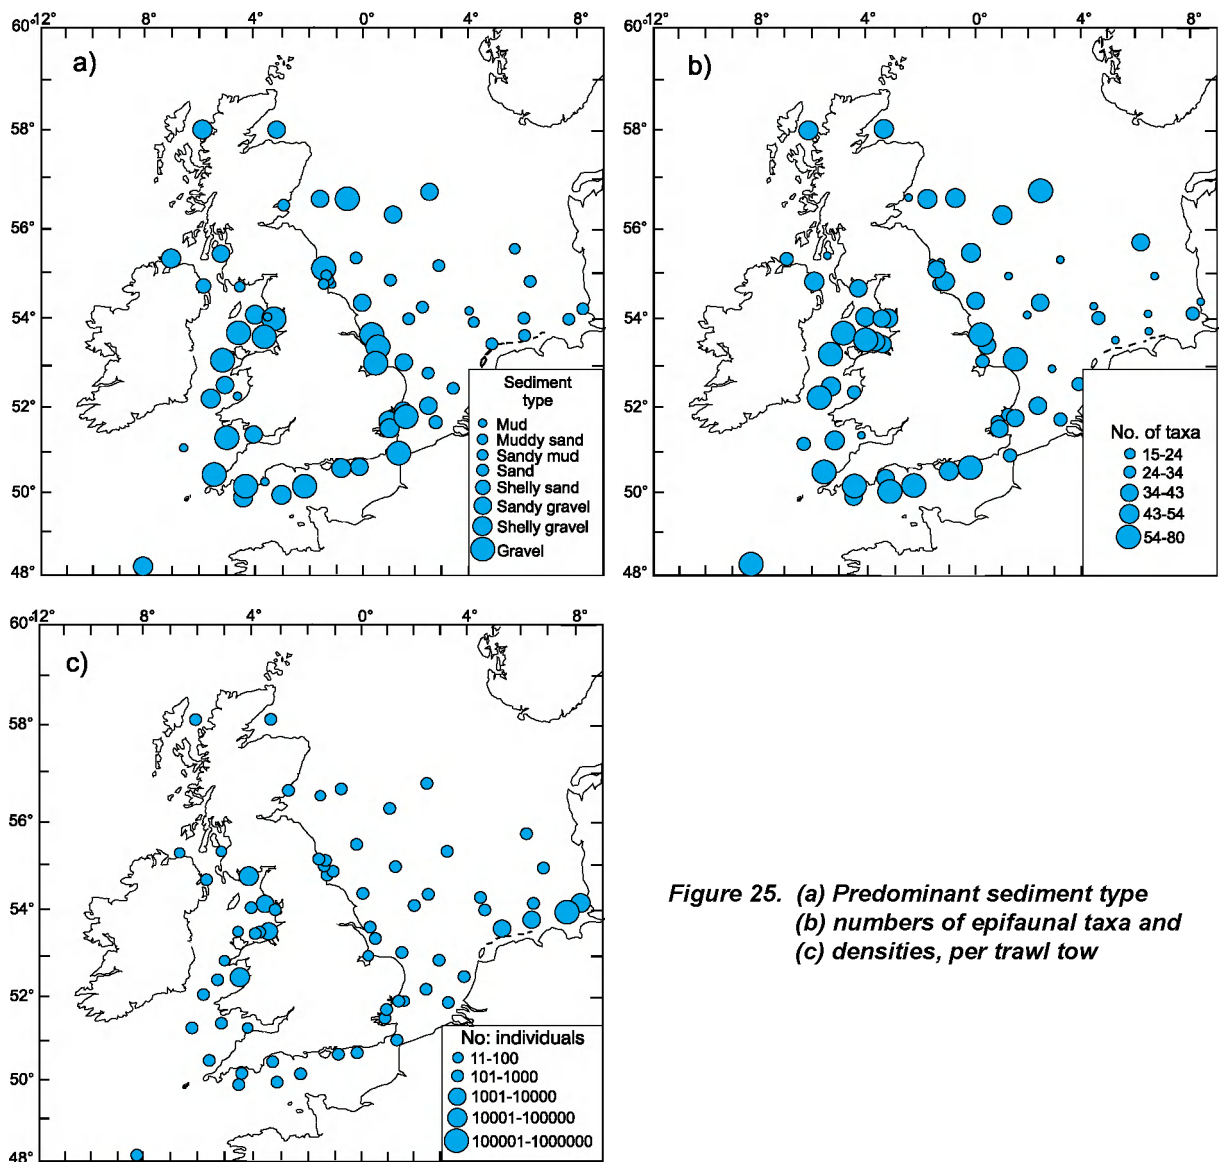 60°
12°
8°
4°
0°
4°
8°
a)
58°
56°
54°
52°
50°
48°
Sediment
type
Mud
Muddy sand
Sandy mud
Sand
Shelly sand
Sandy gravel
Shelly gravel
Gravel
60°
12°
8°
4°
0°
4°
8°
b)
58°
56°
54°
52°
50°
48°
No. of taxa
15-24
24-34
34-43
43-54
54-80
60°
12°
8°
4°
0°
4°
8°
c)
58°
56°
54°
52°
50°
48°
No: individuals
11-100
101-1000
1001-10000
10001-100000
100001-1000000
Figure 25. (a) Predominant sediment type
(b) numbers of epifaunal taxa and
(c) densities, per trawl tow